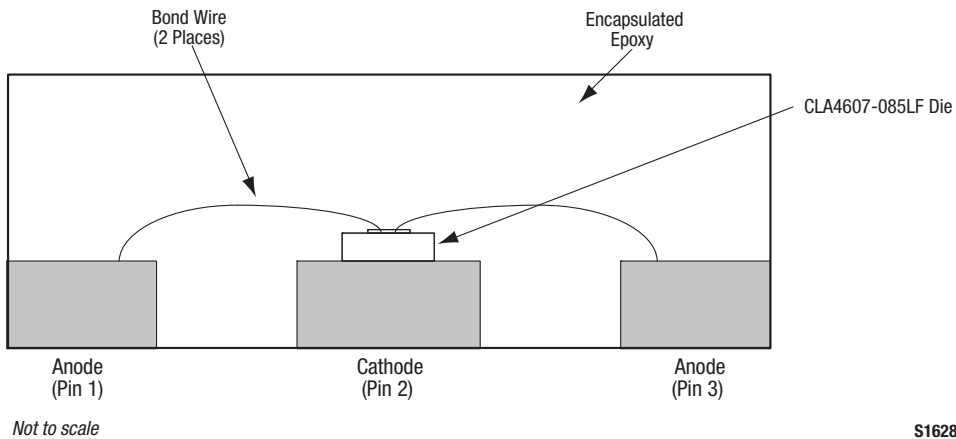 Bond Wire
(2 Places)
Encapsulated
Epoxy
CLA4607-085LF Die
Anode
(Pin 1)
Cathode
(Pin 2)
Anode
(Pin 3)
Not to scale
S1628